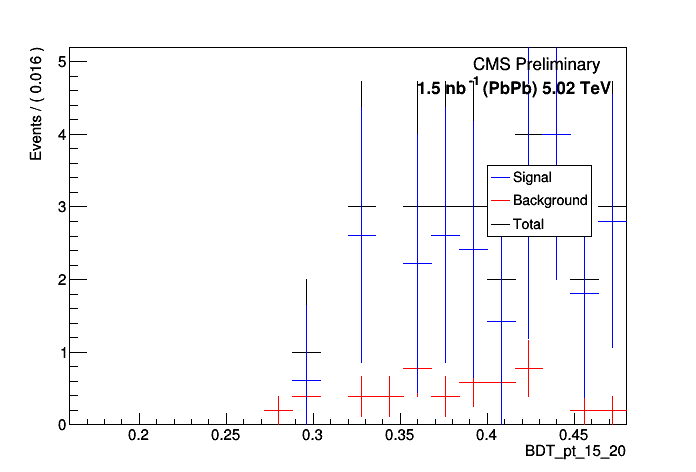 CMS Preliminary
1.5 nb⁻¹ (PbPb) 5.02 TeV
Events / ( 0.016 )
5
4
3
2
1
0
Signal
Background
Total
0.2 0.25 0.3 0.35 0.4 0.45
BDT_pt_15_20